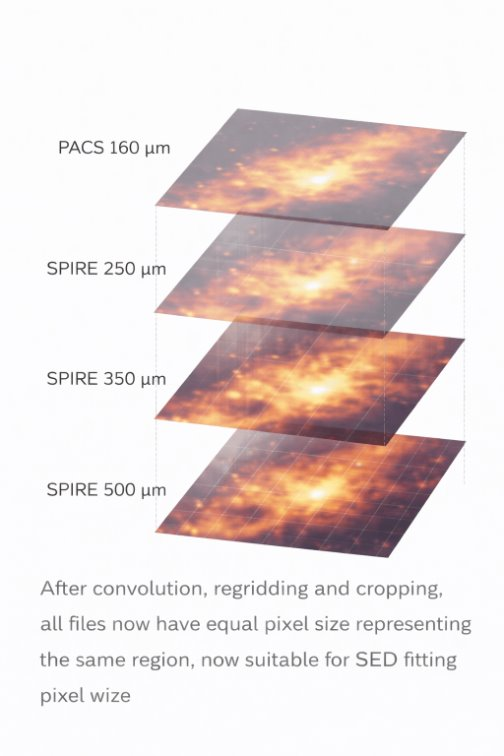 PACS 160 μm
SPIRE 250 μm
SPIRE 350 μm
SPIRE 500 μm
After convolution, regridding and cropping,
all files now have equal pixel size representing
the same region, now suitable for SED fitting
pixel wize